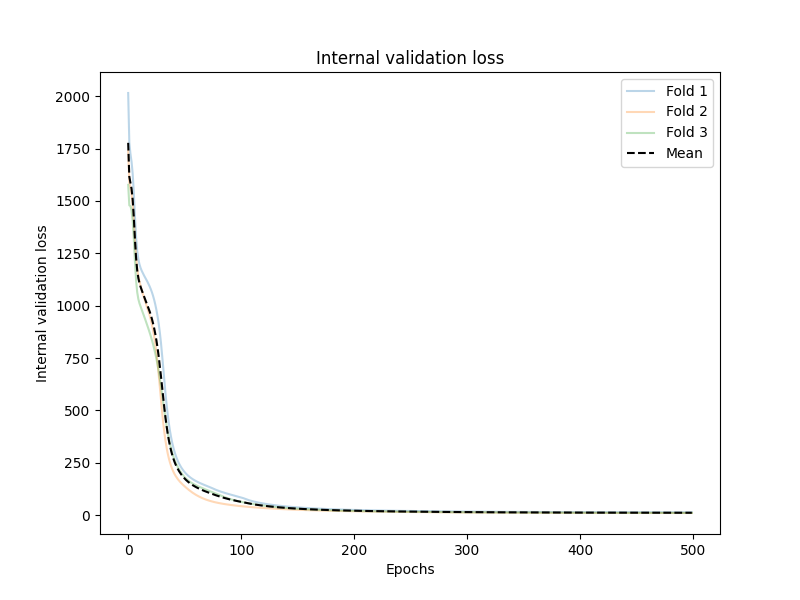 Internal validation loss
2000
1750
1500
1250
1000
750
500
250
0
Internal validation loss
Fold 1
Fold 2
Fold 3
Mean
0 100 200 300 400 500
Epochs